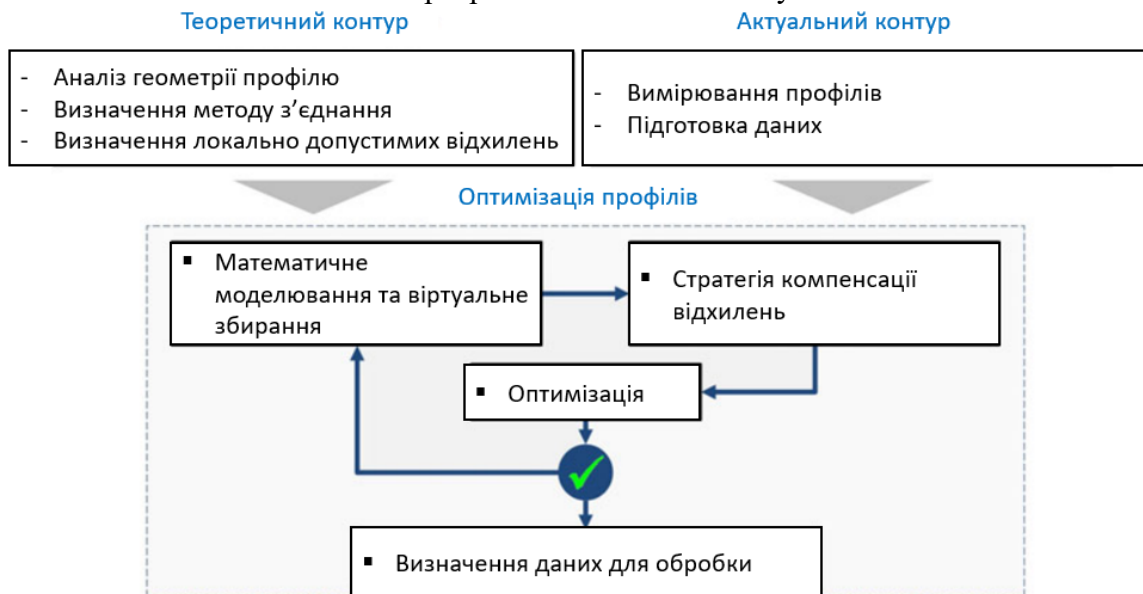 Теоретичний контур
Актуальний контур
- Аналіз геометрії профілю
- Визначення методу з’єднання
- Визначення локально допустимих відхилень
- Вимірювання профілів
- Підготовка даних
Оптимізація профілів
▪ Математичне
моделювання та віртуальне
збирання
▪ Стратегія компенсації
відхилень
▪ Оптимізація
▪ Визначення даних для обробки